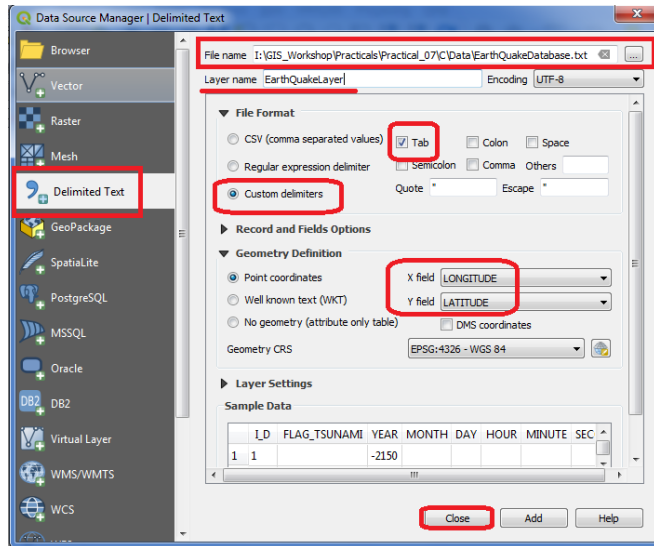 Data Source Manager | Delimited Text
Browser
Vector
Raster
Mesh
Delimited Text
GeoPackage
SpatiaLite
PostgreSQL
MSSQL
Oracle
DB2 DB2
Virtual Layer
WMS/WMTS
WCS
File name I:\GIS_Workshop\Practicals\Practical_07\C\Data\EarthQuakeDatabase.txt ...
Layer name EarthQuakeLayer Encoding UTF-8
File Format
CSV (comma separated values) Tab Colon Space
Regular expression delimiter Semicolon Comma Others
Custom delimiters Quote " Escape "
Record and Fields Options
Geometry Definition
Point coordinates X field LONGITUDE
Well known text (WKT) Y field LATITUDE
No geometry (attribute only table) DMS coordinates
Geometry CRS EPSG:4326 - WGS 84
Layer Settings
Sample Data
I_D FLAG_TSUNAMI YEAR MONTH DAY HOUR MINUTE SEC
1 1 -2150
Close Add Help